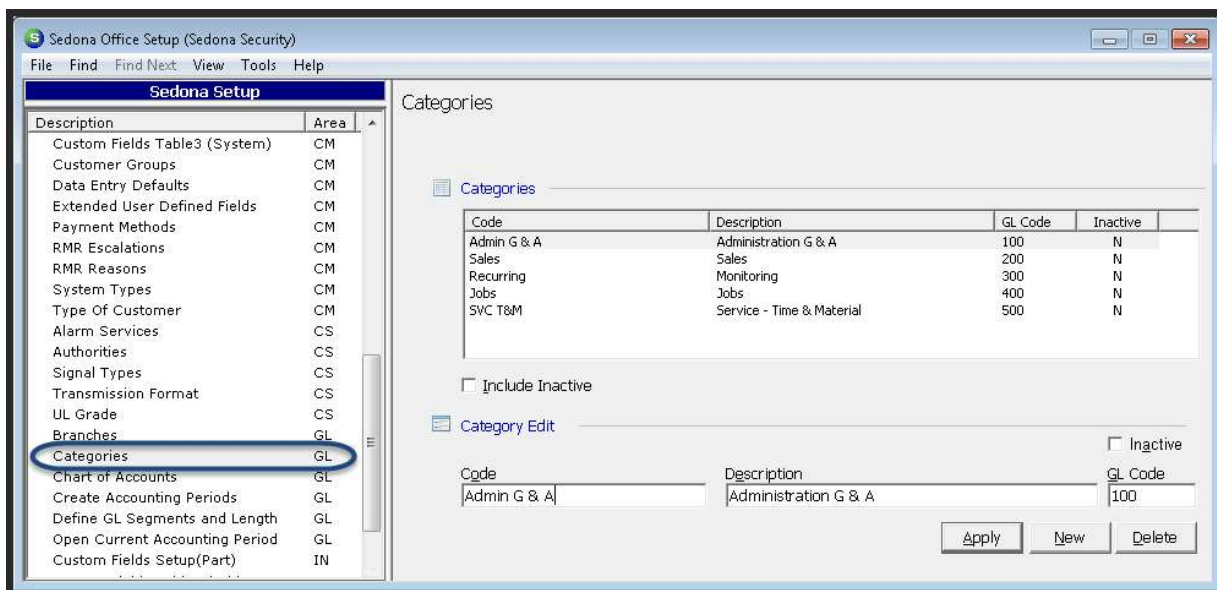 Sedona Office Setup (Sedona Security)
File Find Find Next View Tools Help
Sedona Setup
Description Area
Custom Fields Table3 (System) CM
Customer Groups CM
Data Entry Defaults CM
Extended User Defined Fields CM
Payment Methods CM
RMR Escalations CM
RMR Reasons CM
System Types CM
Type Of Customer CM
Alarm Services CS
Authorities CS
Signal Types CS
Transmission Format CS
UL Grade CS
Branches GL
Categories GL
Chart of Accounts GL
Create Accounting Periods GL
Define GL Segments and Length GL
Open Current Accounting Period GL
Custom Fields Setup(Part) IN
Categories
Categories
Code Description GL Code Inactive
Admin G & A Administration G & A 100 N
Sales Sales 200 N
Recurring Monitoring 300 N
Jobs Jobs 400 N
SVC T&M Service - Time & Material 500 N
Include Inactive
Category Edit
Inactive
Code Description GL Code
Admin G & A Administration G & A 100
Apply New Delete